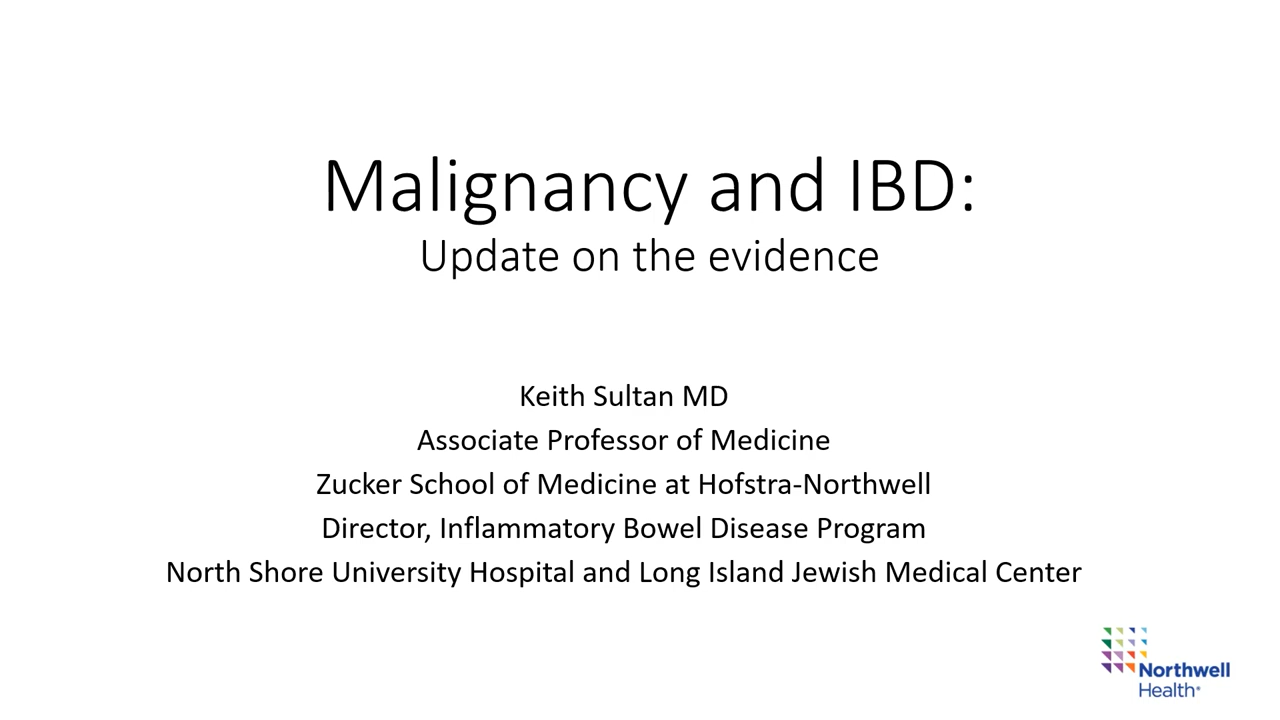 Malignancy and IBD:
Update on the evidence
Keith Sultan MD
Associate Professor of Medicine
Zucker School of Medicine at Hofstra-Northwell
Director, Inflammatory Bowel Disease Program
North Shore University Hospital and Long Island Jewish Medical Center
Northwell
Health®